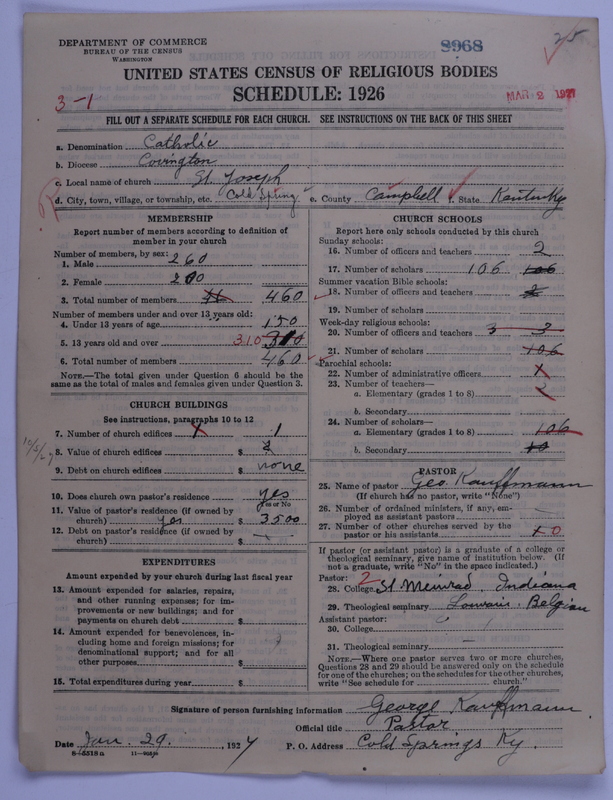 DEPARTMENT OF COMMERCE
BUREAU OF THE CENSUS
WASHINGTON
8968
UNITED STATES CENSUS OF RELIGIOUS BODIES
SCHEDULE: 1926
3-1
MAR 2 1927
FILL OUT A SEPARATE SCHEDULE FOR EACH CHURCH. SEE INSTRUCTIONS ON THE BACK OF THIS SHEET
a. Denomination Catholic
b. Diocese Covington
c. Local name of church St. Joseph
d. City, town, village, or township, etc. Cold Spring e. County Campbell f. State Kentucky
MEMBERSHIP
Report number of members according to definition of member in your church
Number of members, by sex:
1. Male 260
2. Female 200
3. Total number of members 460
Number of members under and over 13 years old:
4. Under 13 years of age 150
5. 13 years old and over 310
6. Total number of members 460
NOTE.—The total given under Question 6 should be the same as the total of males and females given under Question 3.
CHURCH BUILDINGS
See instructions, paragraphs 10 to 12
7. Number of church edifices 1
8. Value of church edifices $
9. Debt on church edifices $ none
10. Does church own pastor's residence yes
Yes or No
11. Value of pastor's residence (if owned by church) yes $ 3500
12. Debt on pastor's residence (if owned by church) $ —
EXPENDITURES
Amount expended by your church during last fiscal year
13. Amount expended for salaries, repairs, and other running expenses; for improvements or new buildings; and for payments on church debt $
14. Amount expended for benevolences, including home and foreign missions; for denominational support; and for all other purposes $
15. Total expenditures during year $
CHURCH SCHOOLS
Report here only schools conducted by this church
Sunday schools:
16. Number of officers and teachers 2
17. Number of scholars 106 106
Summer vacation Bible schools:
18. Number of officers and teachers 2
19. Number of scholars
Week-day religious schools:
20. Number of officers and teachers 3 3
21. Number of scholars 106
Parochial schools:
22. Number of administrative officers
23. Number of teachers—
a. Elementary (grades 1 to 8) 2
b. Secondary
24. Number of scholars—
a. Elementary (grades 1 to 8) 106
b. Secondary 10
PASTOR
25. Name of pastor Geo. Kauffmann
(If church has no pastor, write "None")
26. Number of ordained ministers, if any, employed as assistant pastors —
27. Number of other churches served by the pastor or his assistants 0
If pastor (or assistant pastor) is a graduate of a college or theological seminary, give name of institution below. (If not a graduate, write "No" in the space indicated.)
Pastor: 2
28. College St Meinrad, Indiana
29. Theological seminary Louvain, Belgian
Assistant pastor:
30. College
31. Theological seminary —
NOTE.—Where one pastor serves two or more churches, Questions 28 and 29 should be answered only on the schedule for one of the churches; on the schedules for the other churches, write "See schedule for church."
Signature of person furnishing information George Kauffmann
Official title Pastor
Date Jan. 29, 1927 P. O. Address Cold Springs Ky.